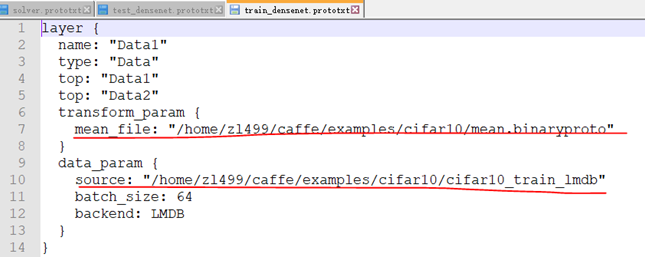 solver.prototxt test_densenet.prototxt train_densenet.prototxt
1 layer {
2 name: "Data1"
3 type: "Data"
4 top: "Data1"
5 top: "Data2"
6 transform_param {
7 mean_file: "/home/zl499/caffe/examples/cifar10/mean.binaryproto"
8 }
9 data_param {
10 source: "/home/zl499/caffe/examples/cifar10/cifar10_train_lmdb"
11 batch_size: 64
12 backend: LMDB
13 }
14 }